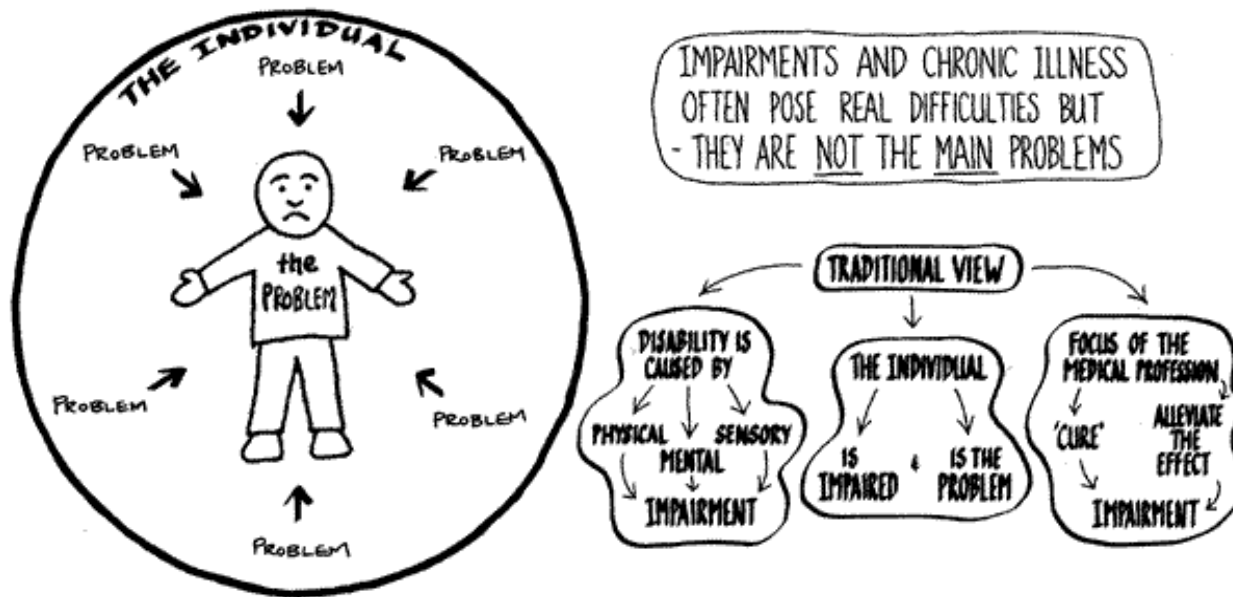 THE INDIVIDUAL
PROBLEM
PROBLEM
PROBLEM
the
PROBLEM
PROBLEM
PROBLEM
PROBLEM
IMPAIRMENTS AND CHRONIC ILLNESS
OFTEN POSE REAL DIFFICULTIES BUT
- THEY ARE NOT THE MAIN PROBLEMS
TRADITIONAL VIEW
DISABILITY IS
CAUSED BY
PHYSICAL
SENSORY
MENTAL
IMPAIRMENT
THE INDIVIDUAL
IS
IMPAIRED
&
IS THE
PROBLEM
FOCUS OF THE
MEDICAL PROFESSION
'CURE'
ALLEVIATE
THE
EFFECT
IMPAIRMENT